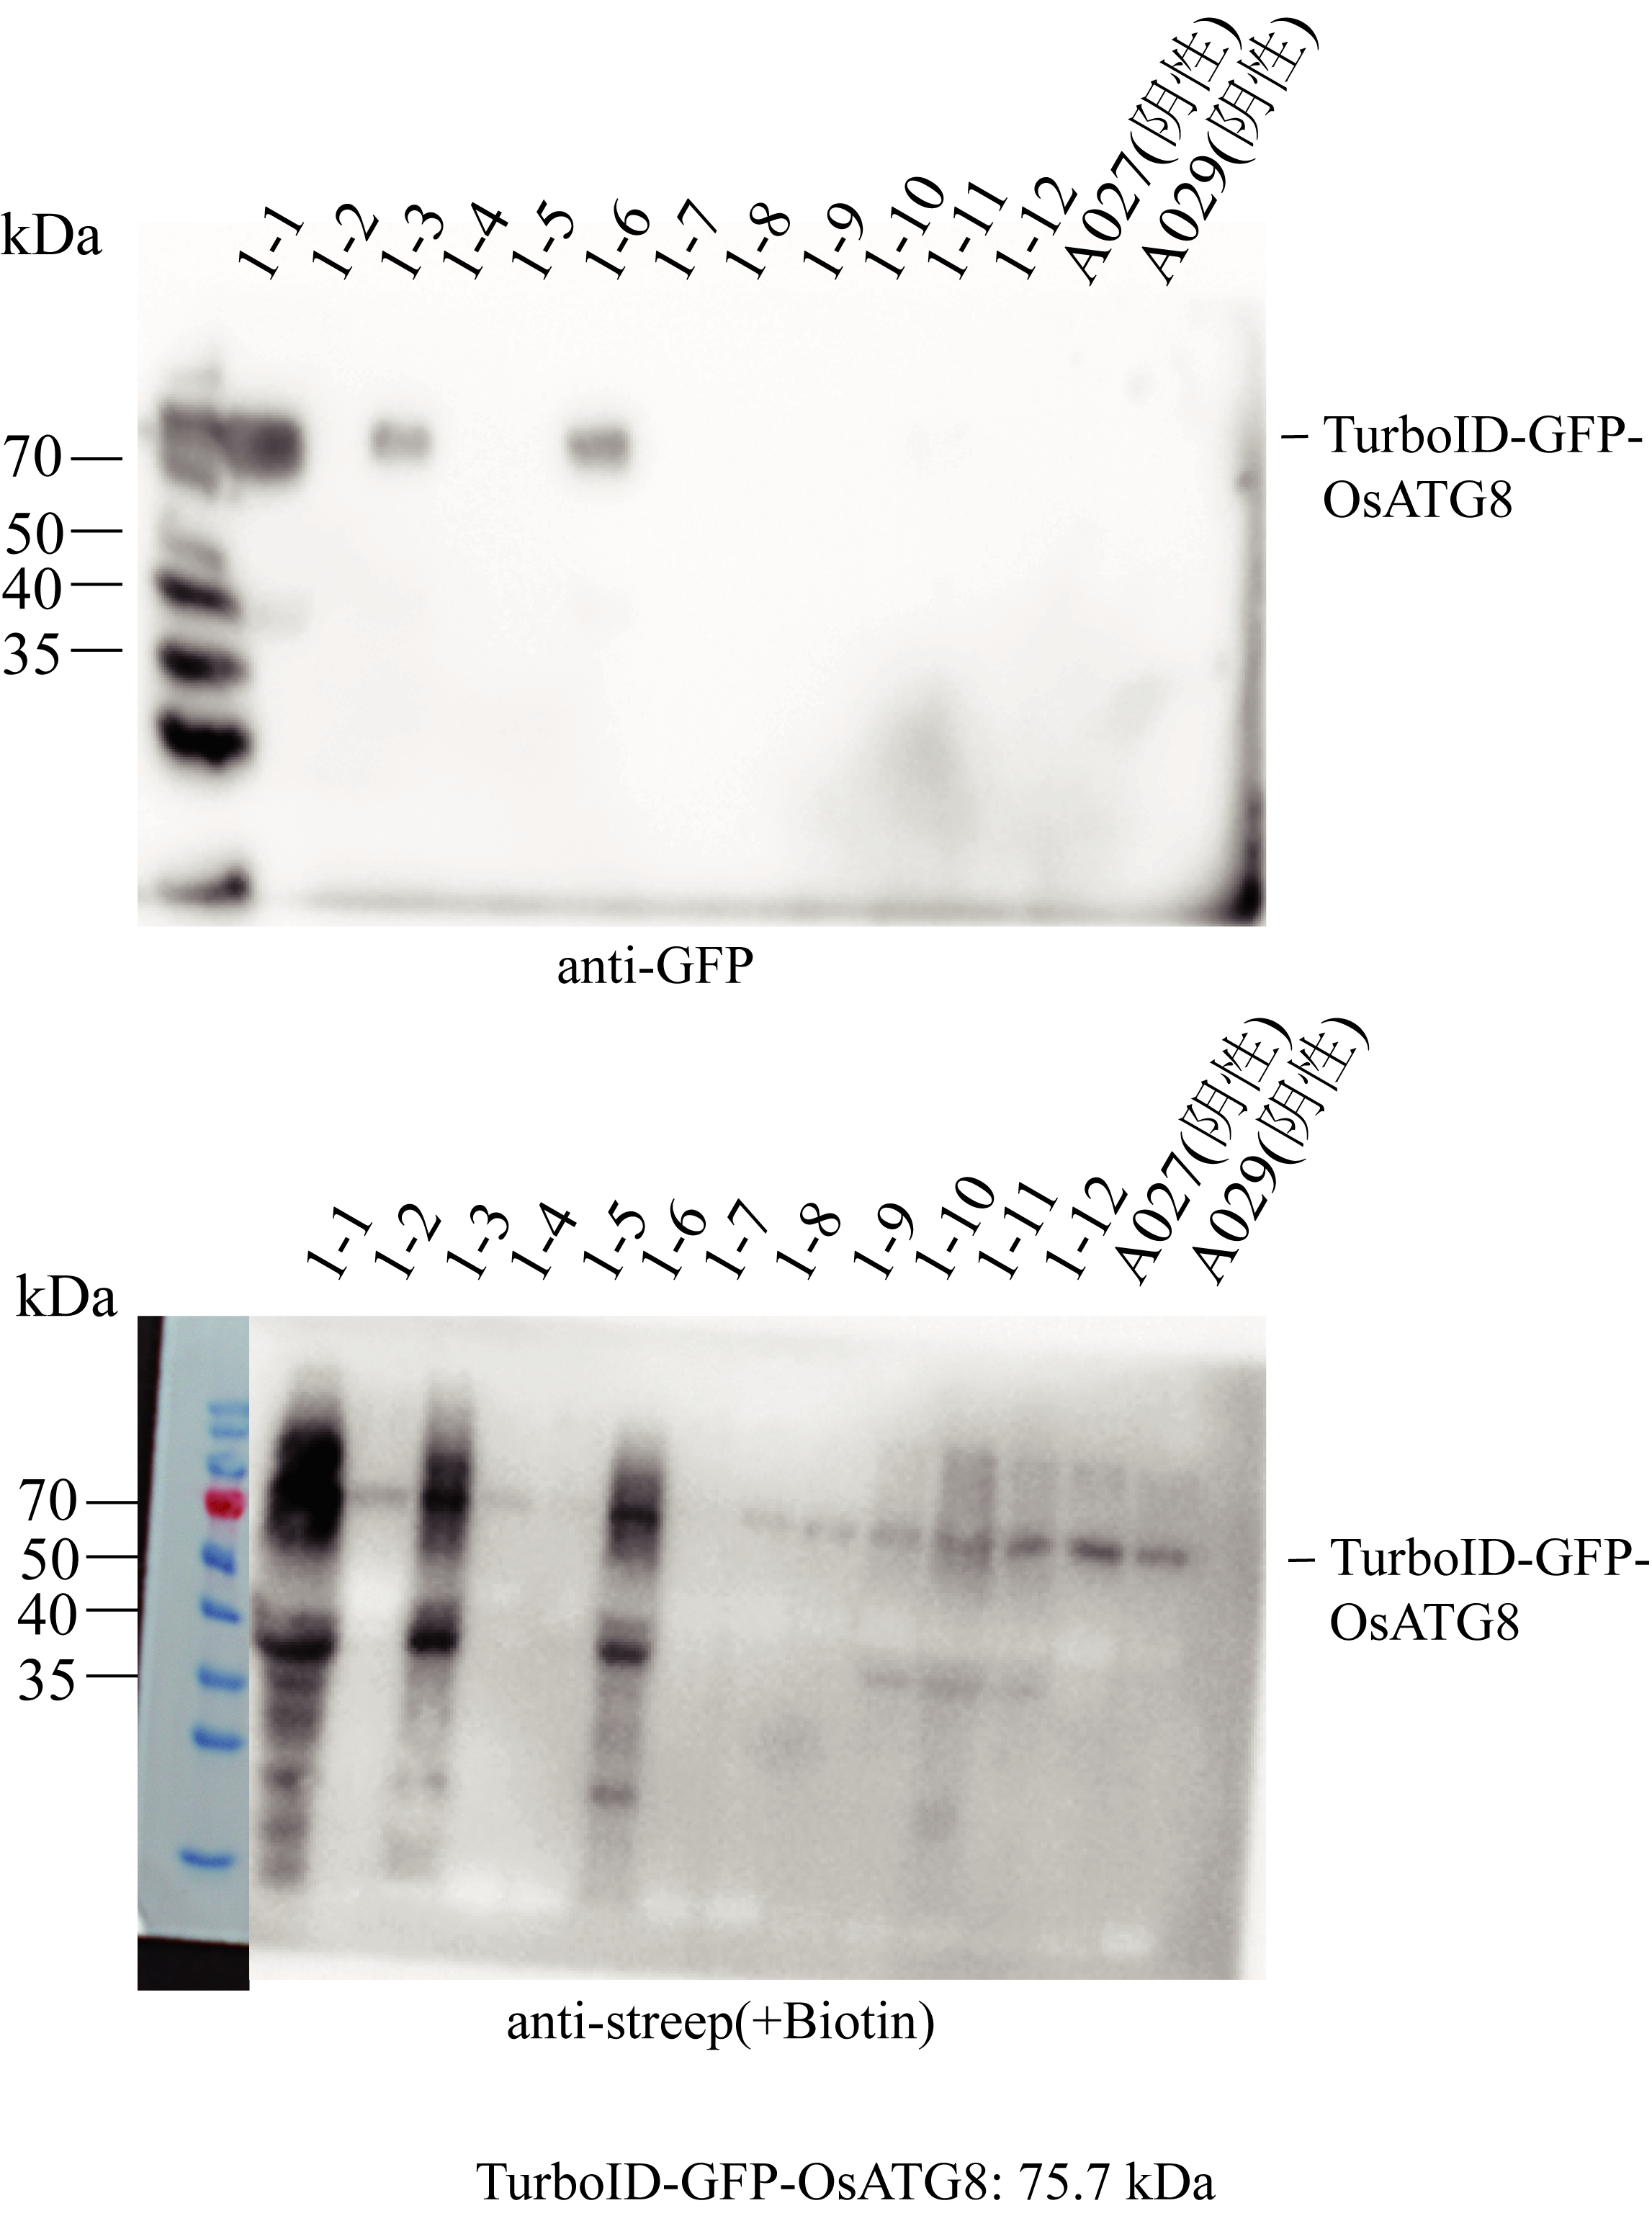 1-1 1-2 1-3 1-4 1-5 1-6 1-7 1-8 1-9 1-10 1-11 1-12 A027(阴性) A029(阴性)
kDa
70
50
40
35
TurboID-GFP-
OsATG8
anti-GFP
1-1 1-2 1-3 1-4 1-5 1-6 1-7 1-8 1-9 1-10 1-11 1-12 A027(阴性) A029(阴性)
kDa
70
50
40
35
TurboID-GFP-
OsATG8
anti-streep(+Biotin)
TurboID-GFP-OsATG8: 75.7 kDa